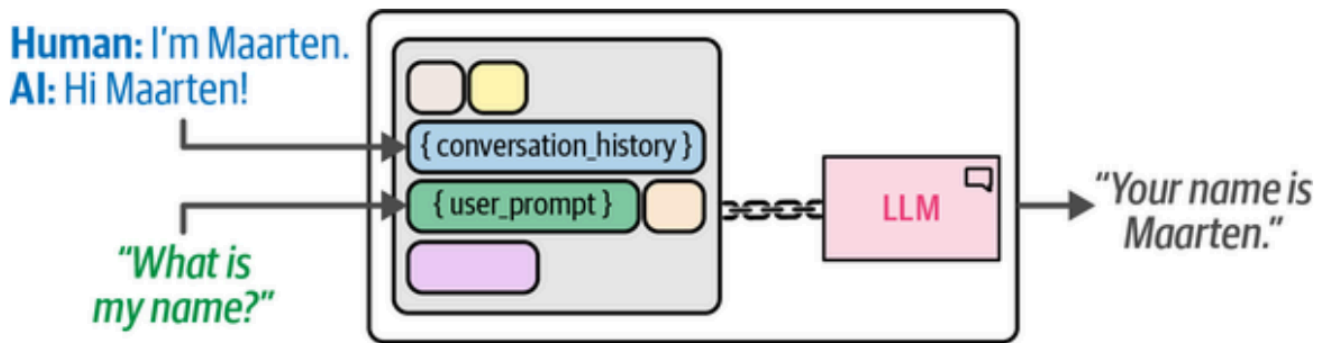 Human: I'm Maarten.
AI: Hi Maarten!
{ conversation_history }
{ user_prompt }
"What is
my name?"
LLM
"Your name is
Maarten."